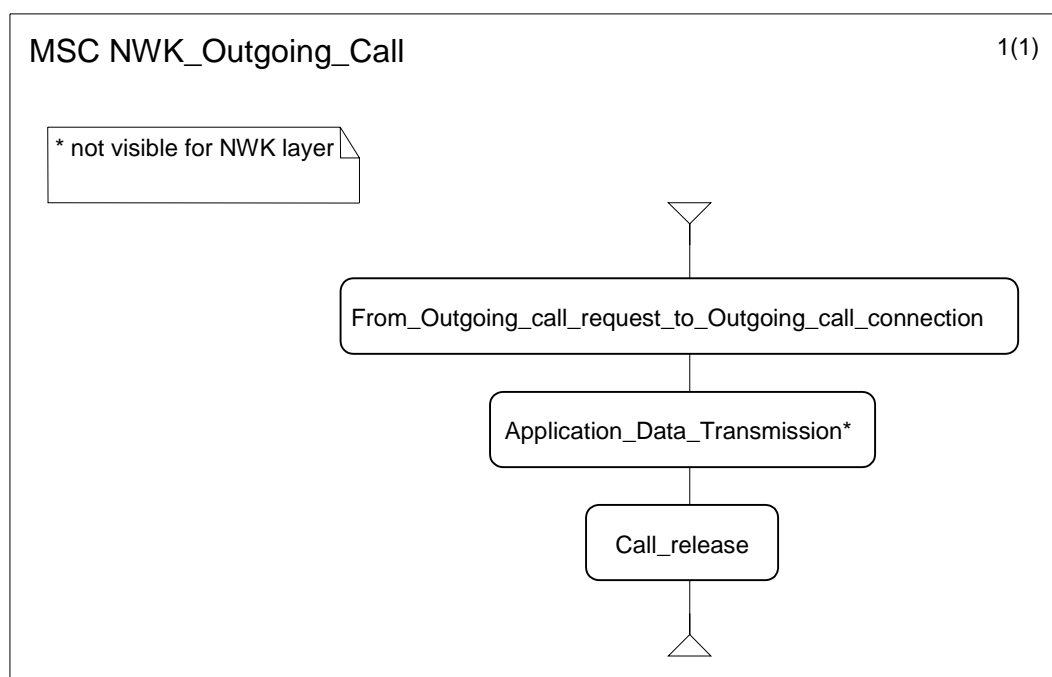 MSC NWK_Outgoing_Call
1(1)
* not visible for NWK layer
From_Outgoing_call_request_to_Outgoing_call_connection
Application_Data_Transmission*
Call_release